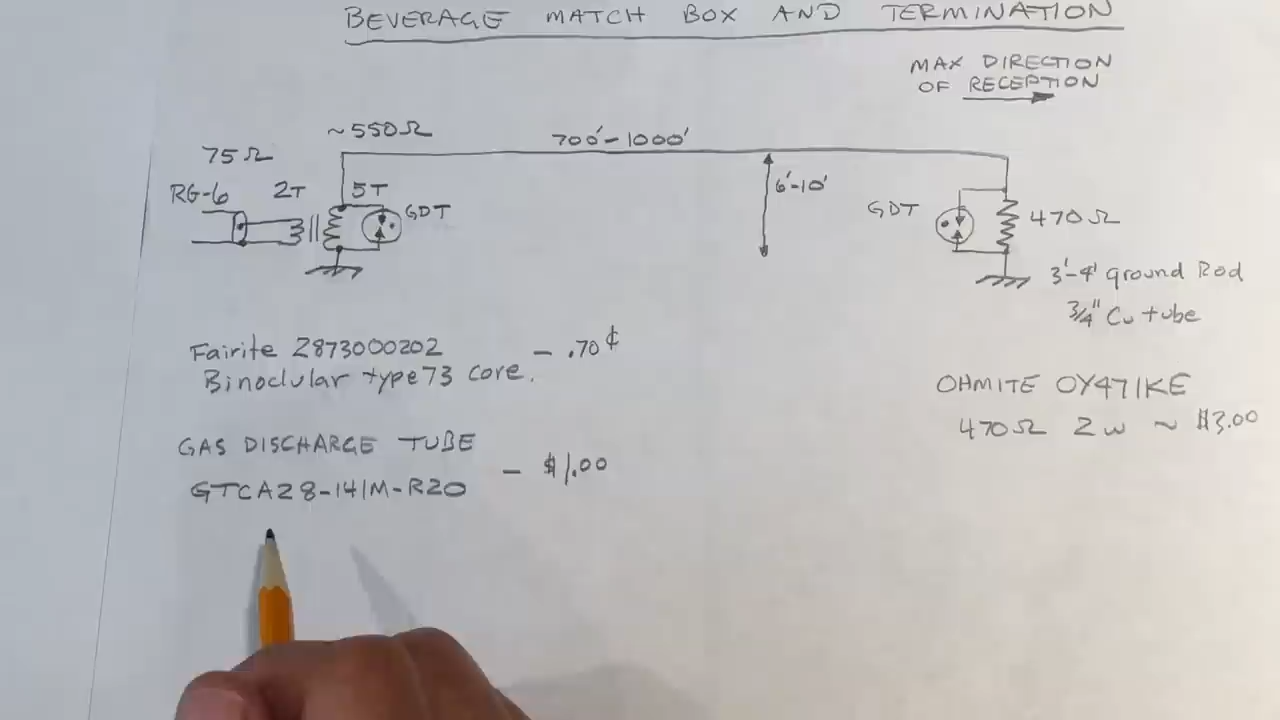 BEVERAGE MATCH BOX AND TERMINATION
MAX DIRECTION
OF RECEPTION
~550Ω
700'-1000'
75Ω
RG-6
2T
5T
GDT
6'-10'
GDT
470Ω
3'-4' ground Rod
3/4" Cu tube
Fairite 2873000202 - .70¢
Binoclular type 73 core.
OHMITE OY471KE
470Ω 2W ~ $3.00
GAS DISCHARGE TUBE
GTCA28-141M-R20 - $1.00